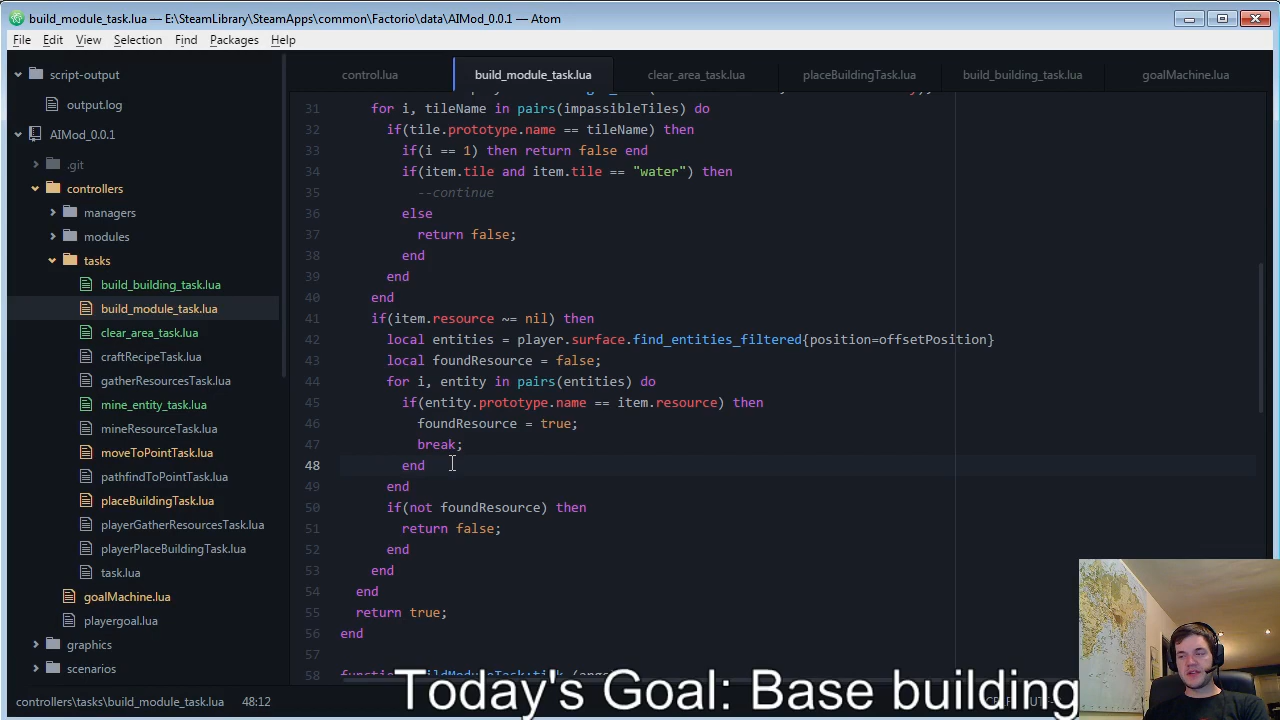 build_module_task.lua — E:\SteamLibrary\SteamApps\common\Factorio\data\AIMod_0.0.1 — Atom
File Edit View Selection Find Packages Help
script-output
output.log
AIMod_0.0.1
.git
controllers
managers
modules
tasks
build_building_task.lua
build_module_task.lua
clear_area_task.lua
craftRecipeTask.lua
gatherResourcesTask.lua
mine_entity_task.lua
mineResourceTask.lua
moveToPointTask.lua
pathfindToPointTask.lua
placeBuildingTask.lua
playerGatherResourcesTask.lua
playerPlaceBuildingTask.lua
task.lua
goalMachine.lua
playergoal.lua
graphics
scenarios
control.lua build_module_task.lua clear_area_task.lua placeBuildingTask.lua build_building_task.lua goalMachine.lua
31 for i, tileName in pairs(impassibleTiles) do
32 if(tile.prototype.name == tileName) then
33 if(i == 1) then return false end
34 if(item.tile and item.tile == "water") then
35 --continue
36 else
37 return false;
38 end
39 end
40 end
41 if(item.resource ~= nil) then
42 local entities = player.surface.find_entities_filtered{position=offsetPosition}
43 local foundResource = false;
44 for i, entity in pairs(entities) do
45 if(entity.prototype.name == item.resource) then
46 foundResource = true;
47 break;
48 end
49 end
50 if(not foundResource) then
51 return false;
52 end
53 end
54 end
55 return true;
56 end
57
58
controllers\tasks\build_module_task.lua 48:12
Today's Goal: Base building